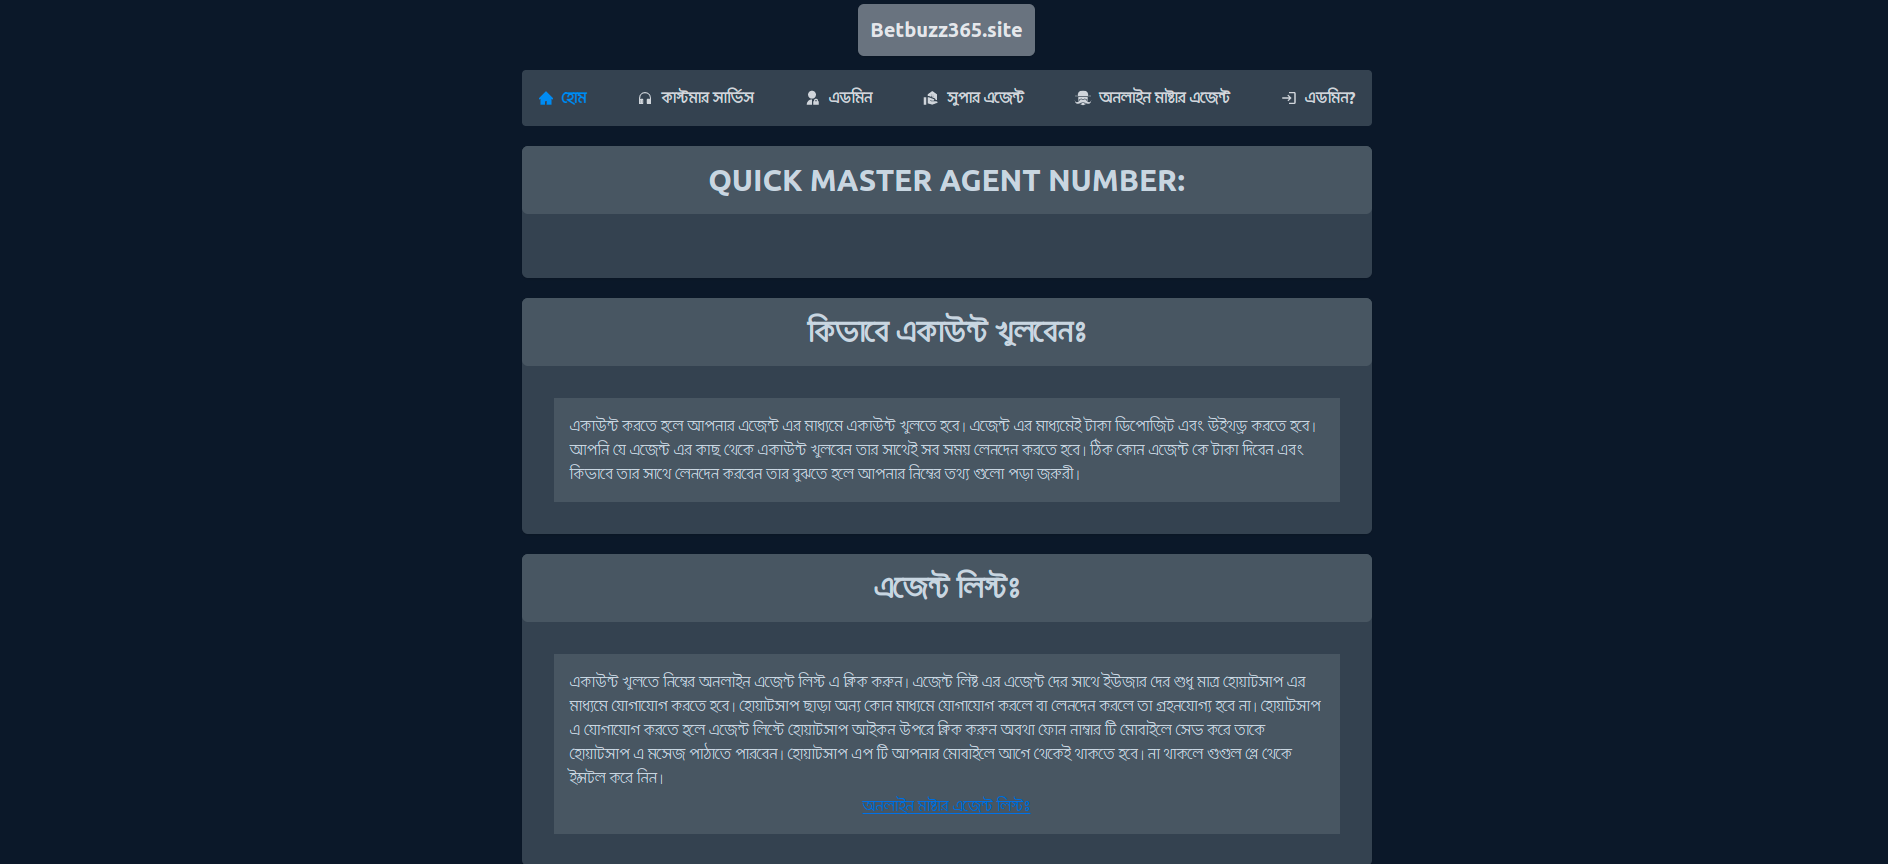 Betbuzz365.site
হোম কাস্টমার সার্ভিস এডমিন সুপার এজেন্ট অনলাইন মাষ্টার এজেন্ট এডমিন?
QUICK MASTER AGENT NUMBER:
কিভাবে একাউন্ট খুলবেনঃ
একাউন্ট করতে হলে আপনার এজেন্ট এর মাধ্যমে একাউন্ট খুলতে হবে। এজেন্ট এর মাধ্যমেই টাকা ডিপোজিট এবং উইথড্র করতে হবে।
আপনি যে এজেন্ট এর কাছ থেকে একাউন্ট খুলবেন তার সাথেই সব সময় লেনদেন করতে হবে। ঠিক কোন এজেন্ট কে টাকা দিবেন এবং
কিভাবে তার সাথে লেনদেন করবেন তার বুঝতে হলে আপনার নিম্বের তথ্য গুলো পড়া জরুরী।
এজেন্ট লিস্টঃ
একাউন্ট খুলতে নিম্বের অনলাইন এজেন্ট লিস্ট এ ক্লিক করুন। এজেন্ট লিষ্ট এর এজেন্ট দের সাথে ইউজার দের শুধু মাত্র হোয়াটসাপ এর
মাধ্যমে যোগাযোগ করতে হবে। হোয়াটসাপ ছাড়া অন্য কোন মাধ্যমে যোগাযোগ করলে বা লেনদেন করলে তা গ্রহনযোগ্য হবে না। হোয়াটসাপ
এ যোগাযোগ করতে হলে এজেন্ট লিস্টে হোয়াটসাপ আইকন উপরে ক্লিক করুন অবথা ফোন নাম্বার টি মোবাইলে সেভ করে তাকে
হোয়াটসাপ এ মসেজ পাঠাতে পারবেন। হোয়াটসাপ এপ টি আপনার মোবাইলে আগে থেকেই থাকতে হবে। না থাকলে গুগুল প্লে থেকে
ইন্সটল করে নিন।
অনলাইন মাষ্টার এজেন্ট লিস্টঃ